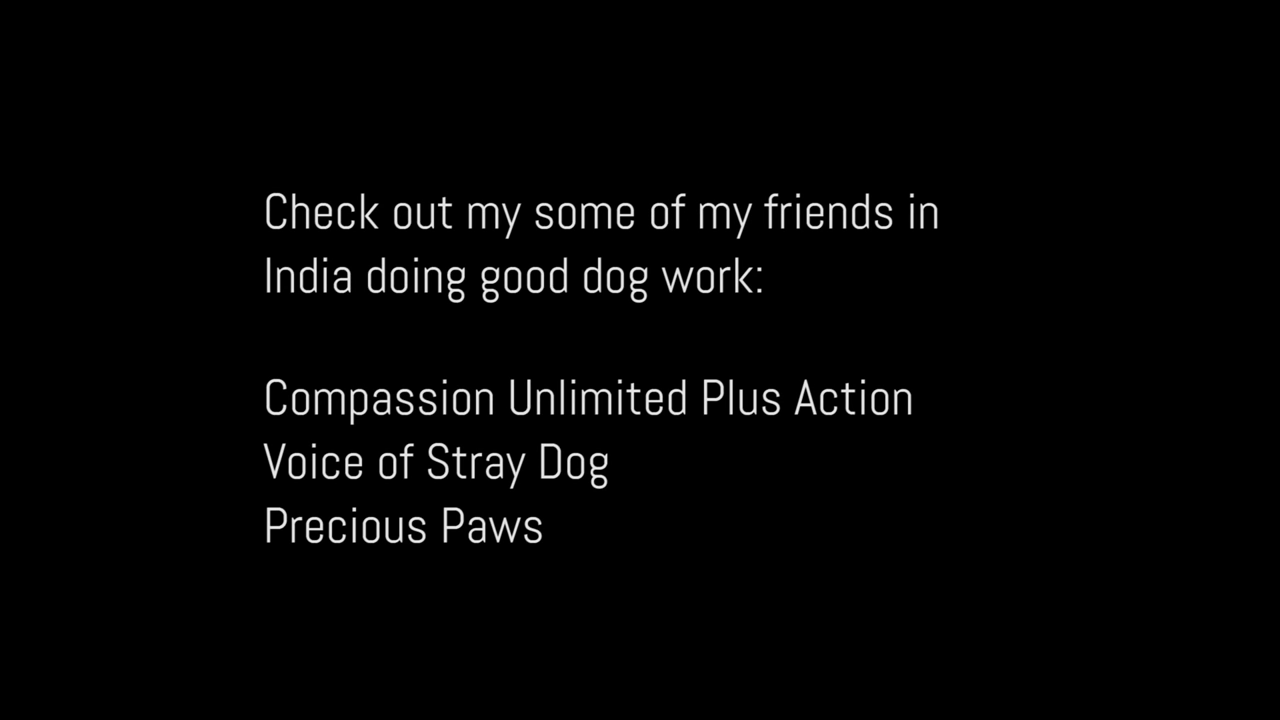 Check out my some of my friends in
India doing good dog work:
Compassion Unlimited Plus Action
Voice of Stray Dog
Precious Paws